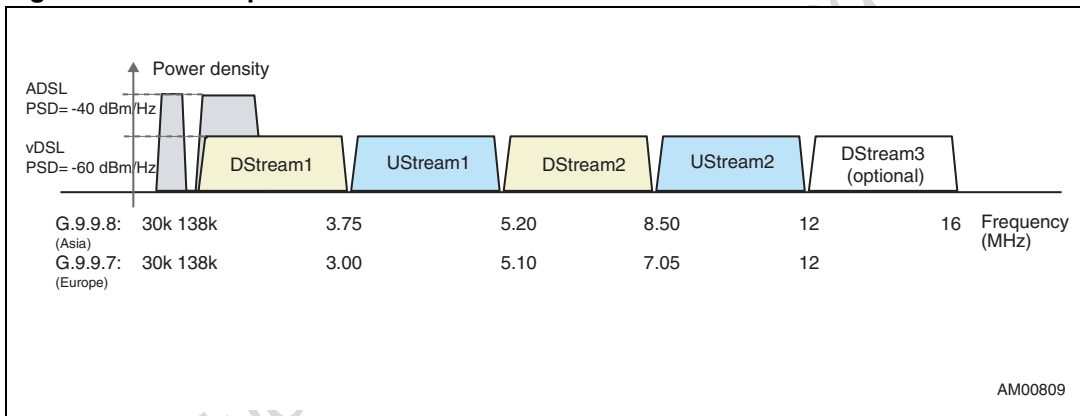 Power density
ADSL
PSD= -40 dBm/Hz
vDSL
PSD= -60 dBm/Hz
DStream1
UStream1
DStream2
UStream2
DStream3
(optional)
G.9.9.8: 30k 138k 3.75 5.20 8.50 12 16 Frequency
(Asia) (MHz)
G.9.9.7: 30k 138k 3.00 5.10 7.05 12
(Europe)
AM00809